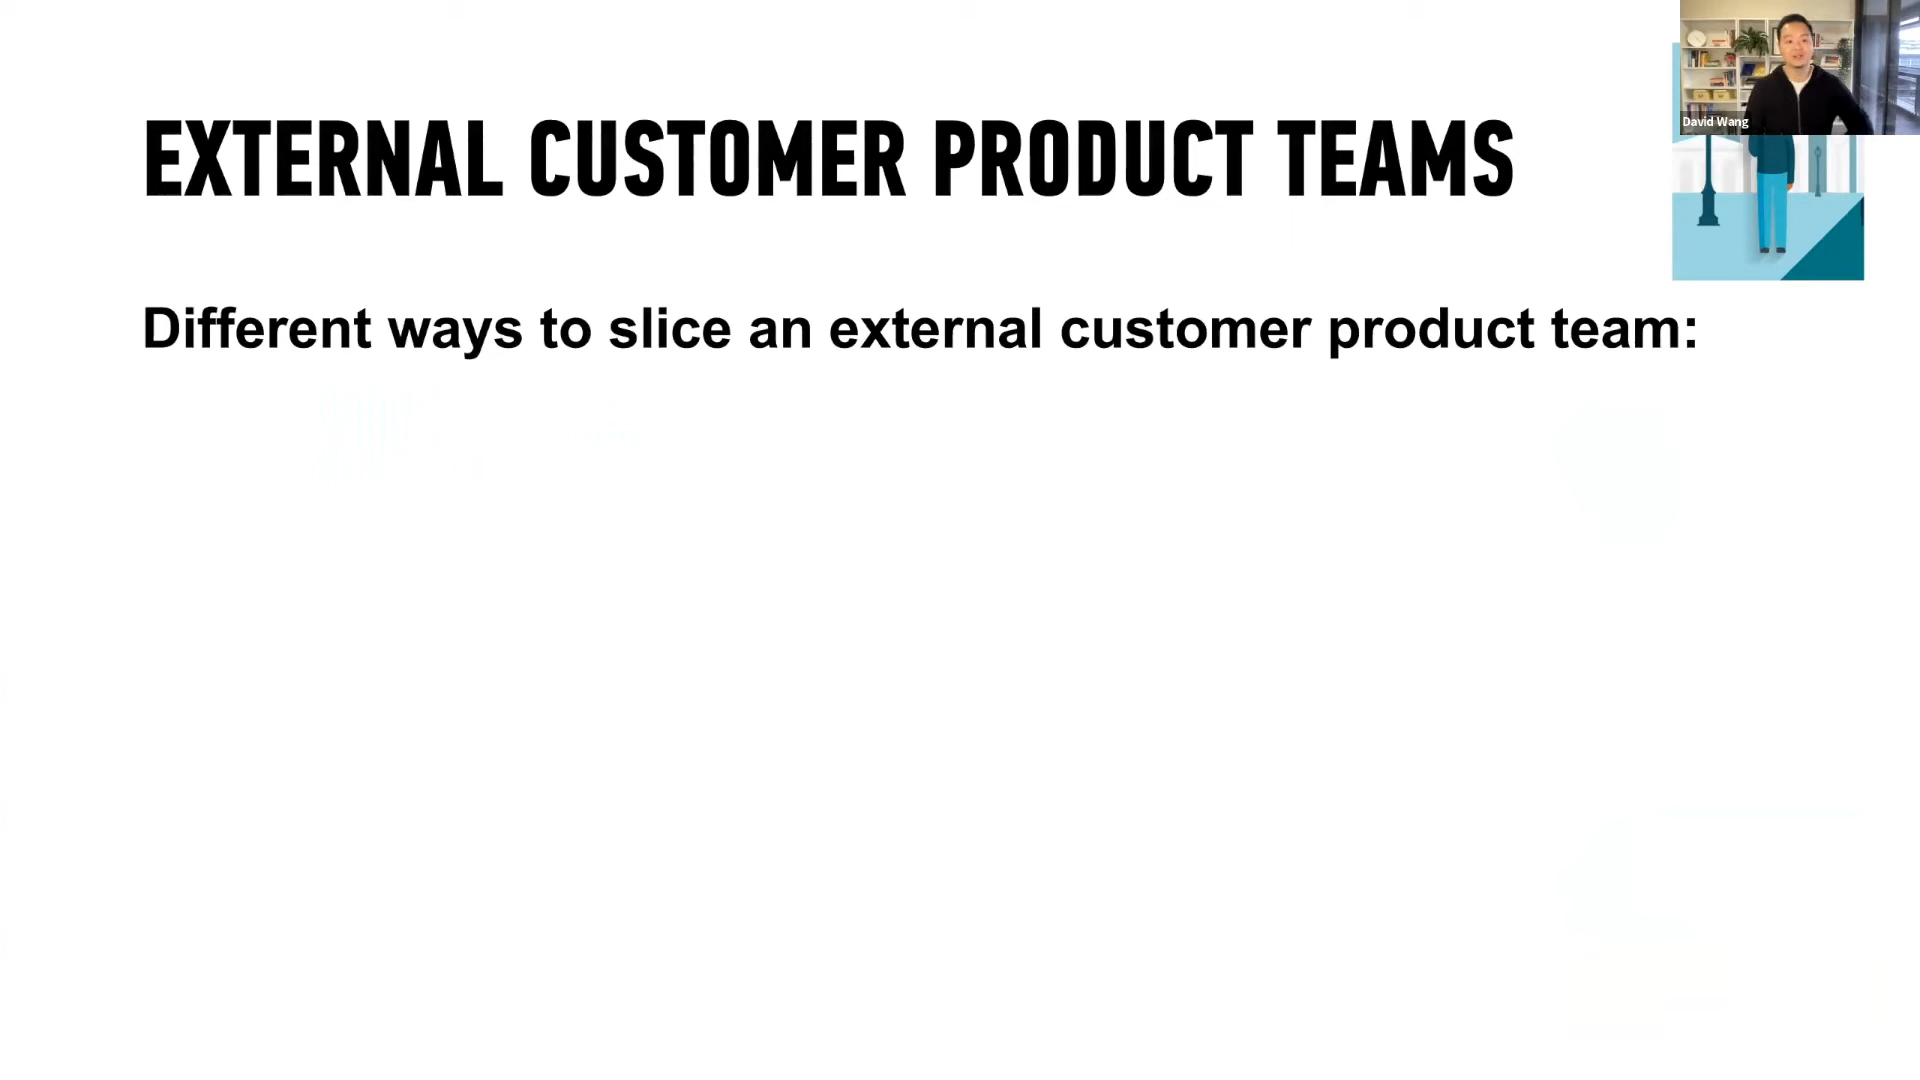 EXTERNAL CUSTOMER PRODUCT TEAMS
David Wang
Different ways to slice an external customer product team: